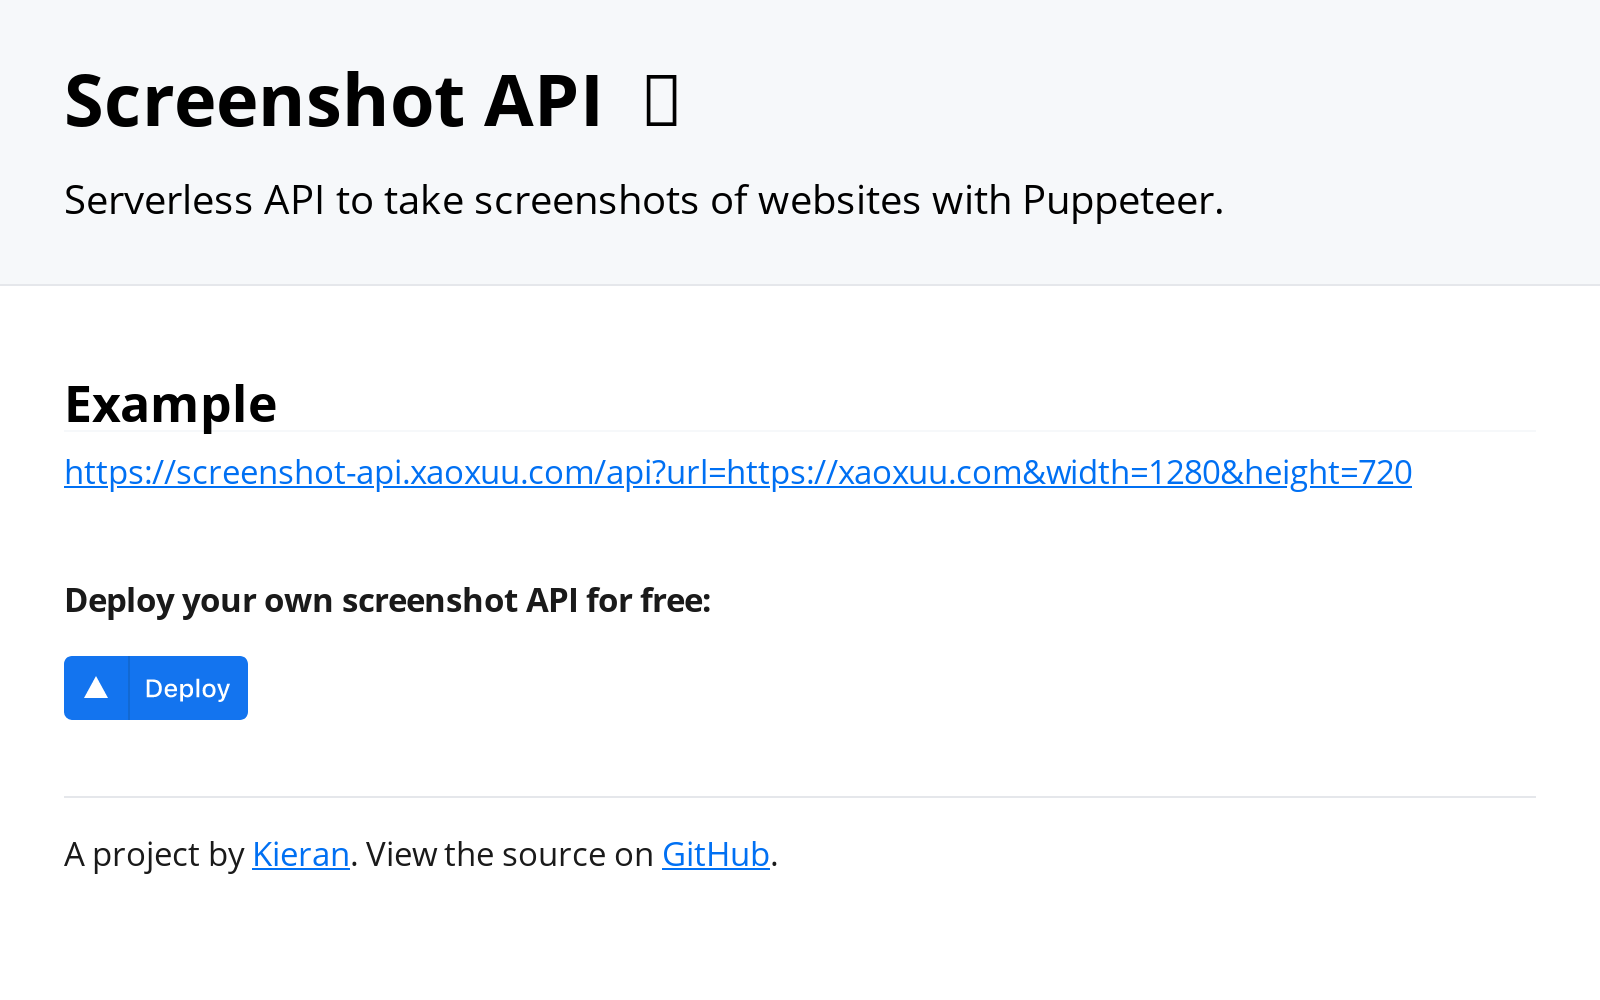 Screenshot API
Serverless API to take screenshots of websites with Puppeteer.
Example
https://screenshot-api.xaoxuu.com/api?url=https://xaoxuu.com&width=1280&height=720
Deploy your own screenshot API for free:
Deploy
A project by Kieran. View the source on GitHub.